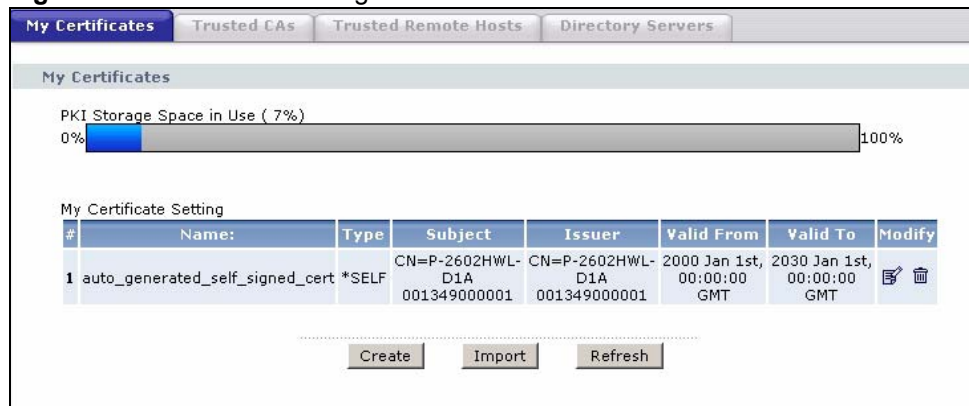 My Certificates Trusted CAs Trusted Remote Hosts Directory Servers
My Certificates
PKI Storage Space in Use ( 7%)
0% 100%
My Certificate Setting
# Name: Type Subject Issuer Valid From Valid To Modify
1 auto_generated_self_signed_cert *SELF CN=P-2602HWL-D1A 001349000001 CN=P-2602HWL-D1A 001349000001 2000 Jan 1st, 00:00:00 GMT 2030 Jan 1st, 00:00:00 GMT
Create Import Refresh